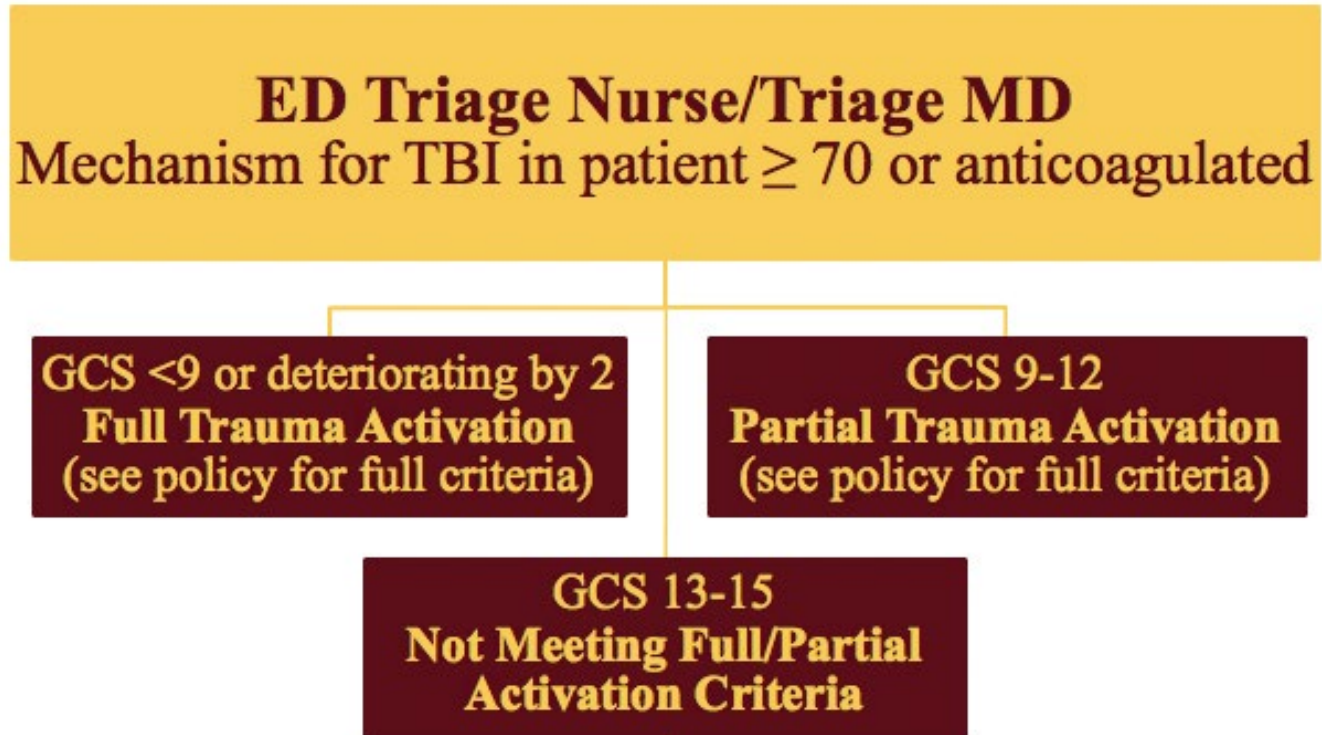 ED Triage Nurse/Triage MD
Mechanism for TBI in patient ≥ 70 or anticoagulated
GCS <9 or deteriorating by 2
Full Trauma Activation
(see policy for full criteria)
GCS 9-12
Partial Trauma Activation
(see policy for full criteria)
GCS 13-15
Not Meeting Full/Partial
Activation Criteria